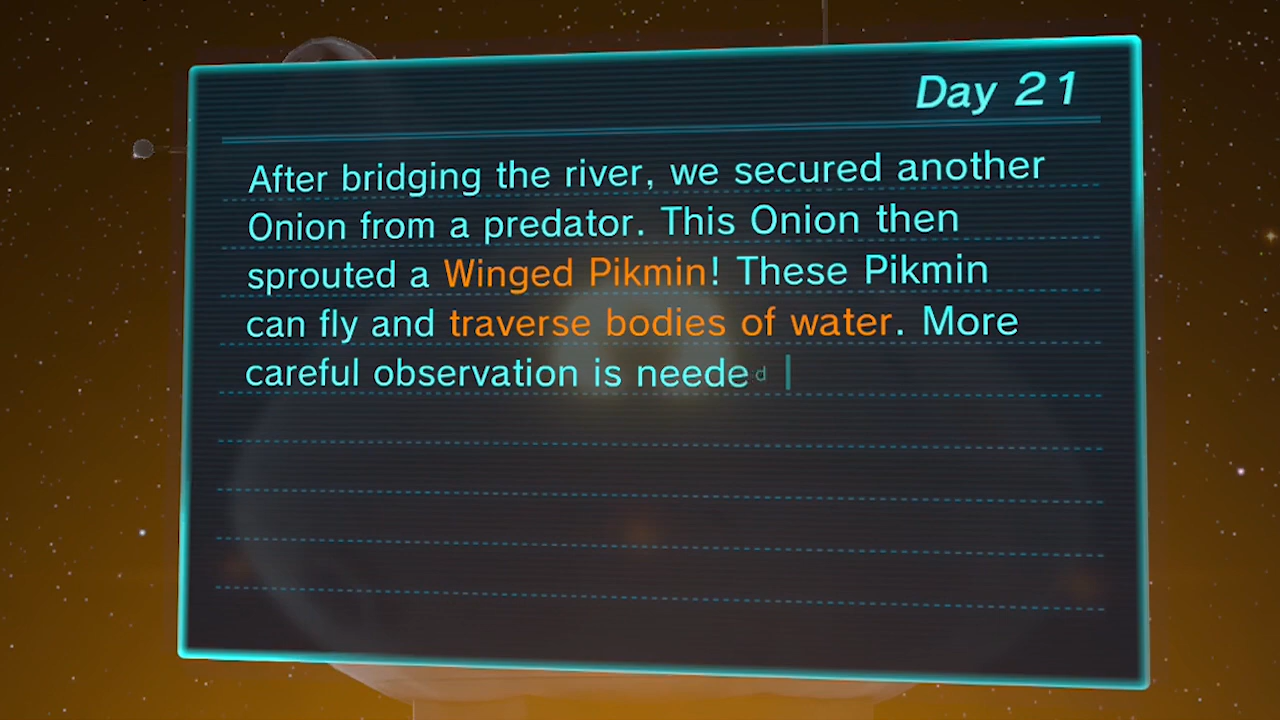 Day 21
After bridging the river, we secured another
Onion from a predator. This Onion then
sprouted a Winged Pikmin! These Pikmin
can fly and traverse bodies of water. More
careful observation is needed